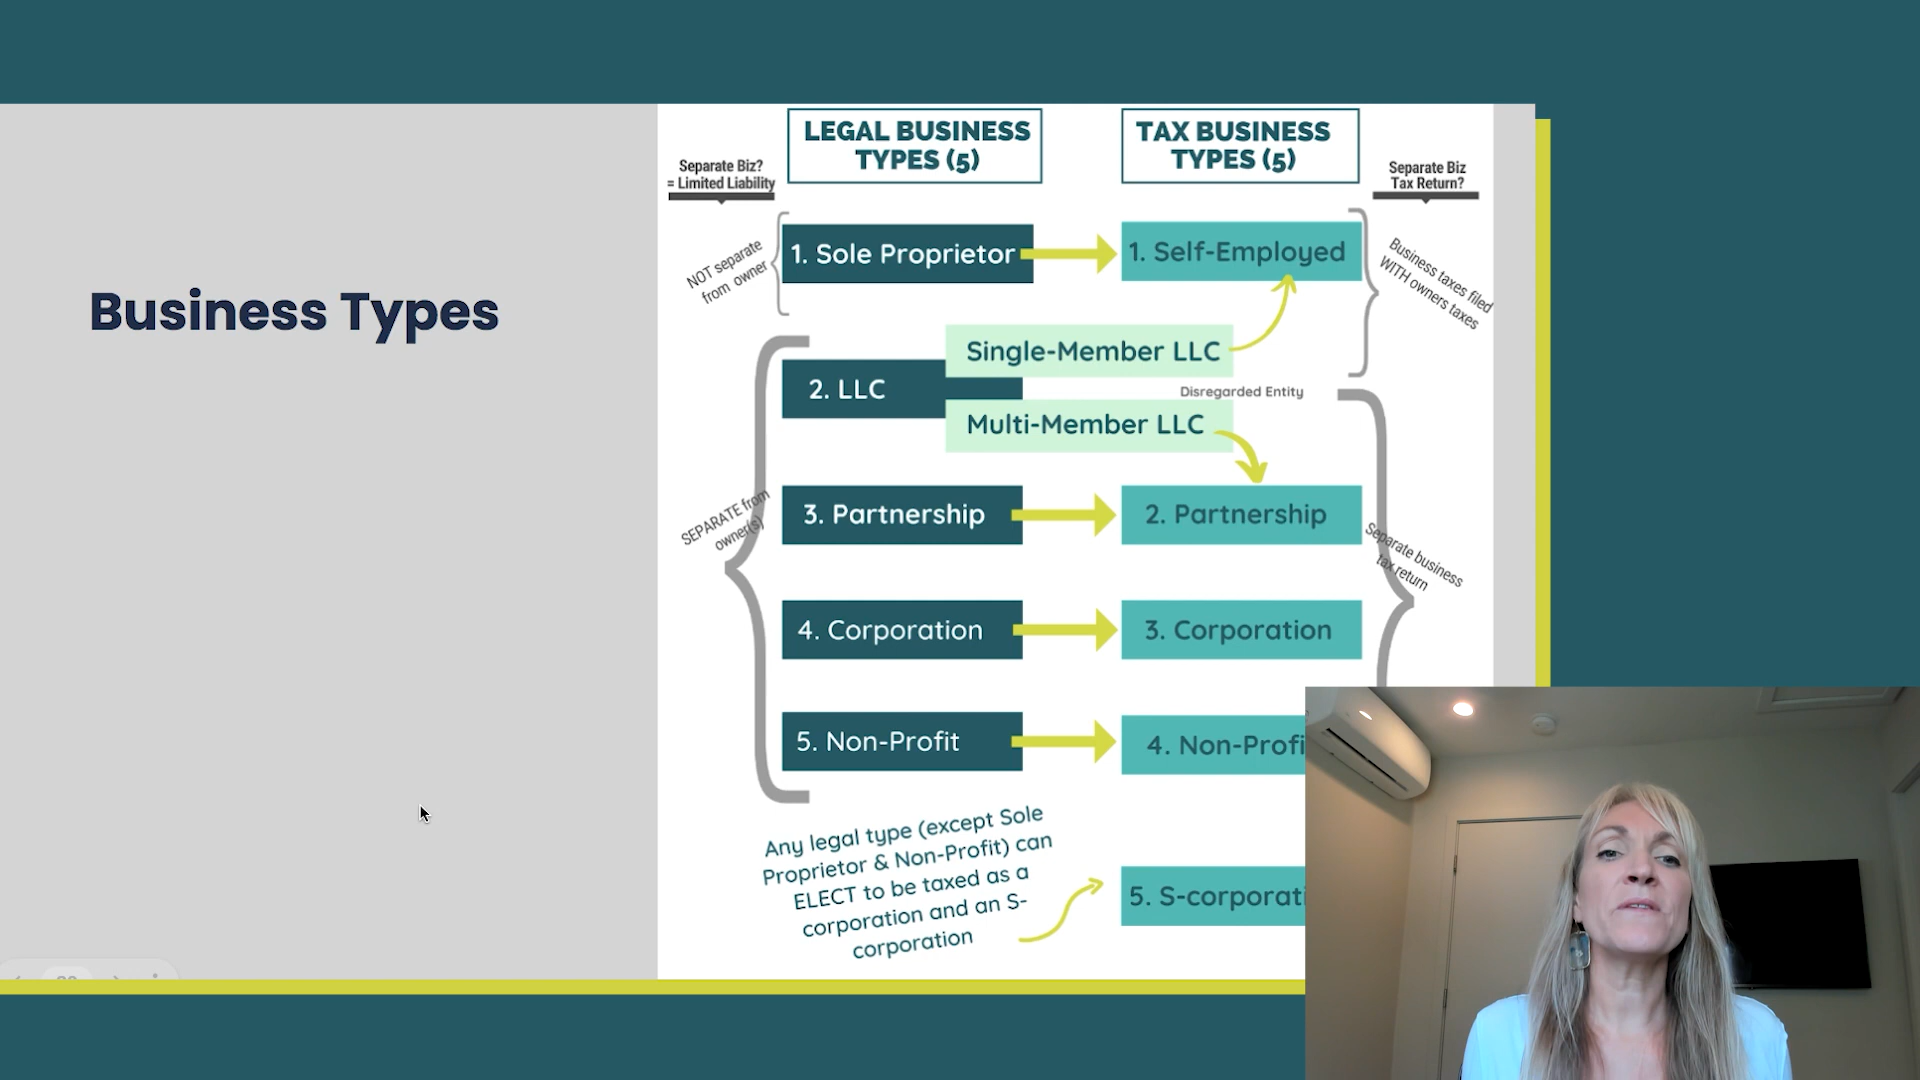 Business Types
LEGAL BUSINESS
TYPES (5)
TAX BUSINESS
TYPES (5)
Separate Biz?
= Limited Liability
Separate Biz
Tax Return?
NOT separate
from owner
1. Sole Proprietor
1. Self-Employed
Business taxes filed
WITH owners taxes
Single-Member LLC
2. LLC
Disregarded Entity
Multi-Member LLC
SEPARATE from
owner(s)
3. Partnership
2. Partnership
Separate business
tax return
4. Corporation
3. Corporation
5. Non-Profit
4. Non-Profi
Any legal type (except Sole
Proprietor & Non-Profit) can
ELECT to be taxed as a
corporation and an S-
corporation
5. S-corporati